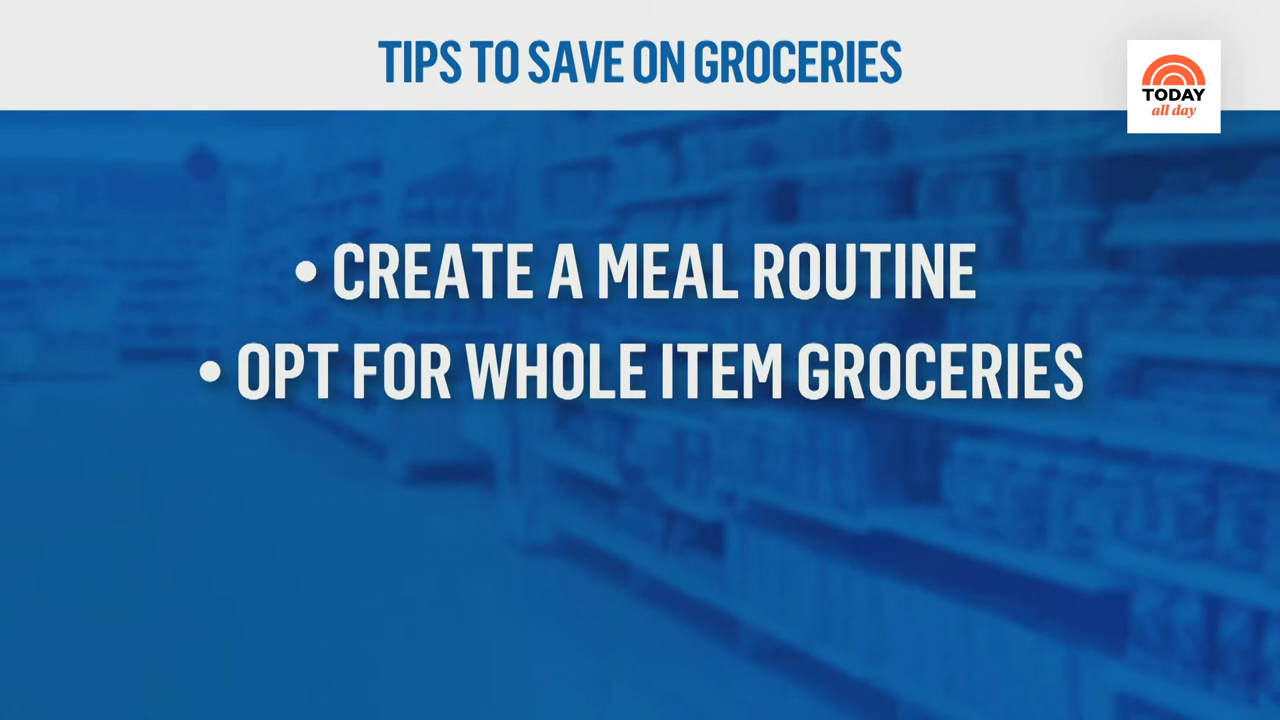 TIPS TO SAVE ON GROCERIES
TODAY
all day
• CREATE A MEAL ROUTINE
• OPT FOR WHOLE ITEM GROCERIES